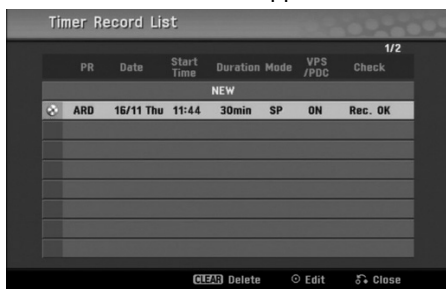 Timer Record List
1/2
PR Date Start Time Duration Mode VPS /PDC Check
NEW
ARD 16/11 Thu 11:44 30min SP ON Rec. OK
CLEAR Delete Edit Close